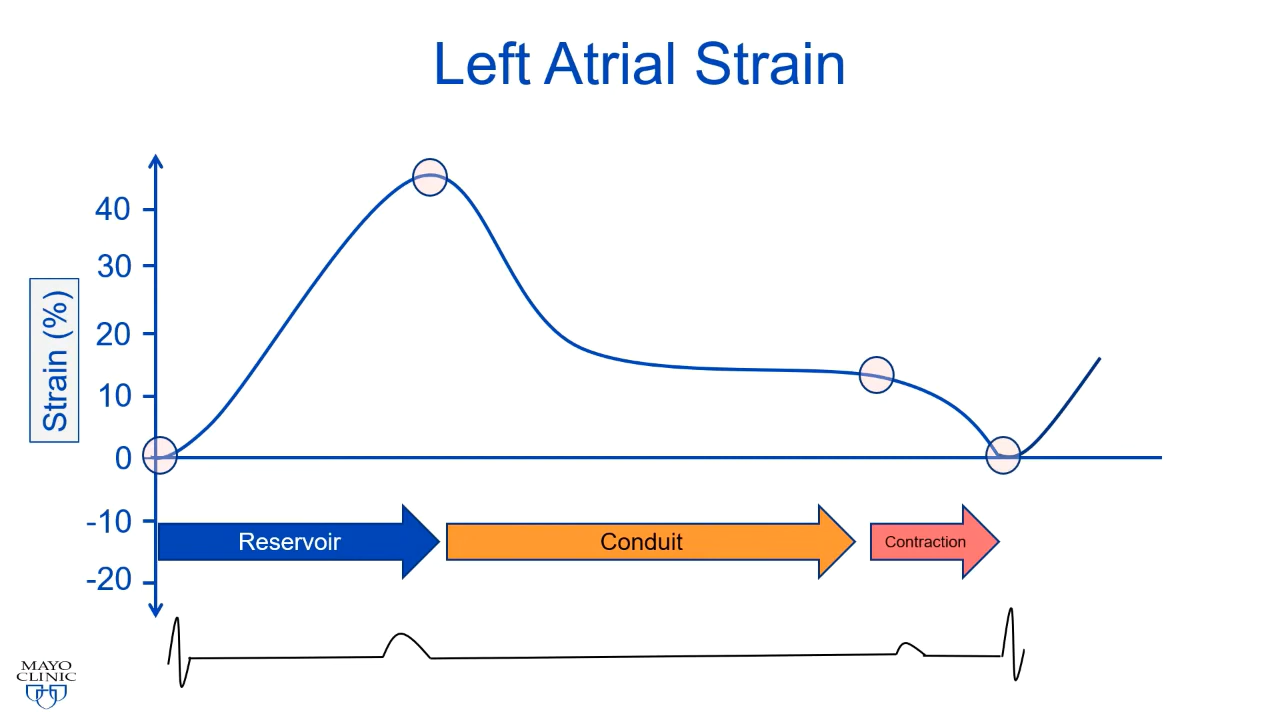 Left Atrial Strain
Strain (%)
40
30
20
10
0
-10
-20
Reservoir
Conduit
Contraction
MAYO
CLINIC